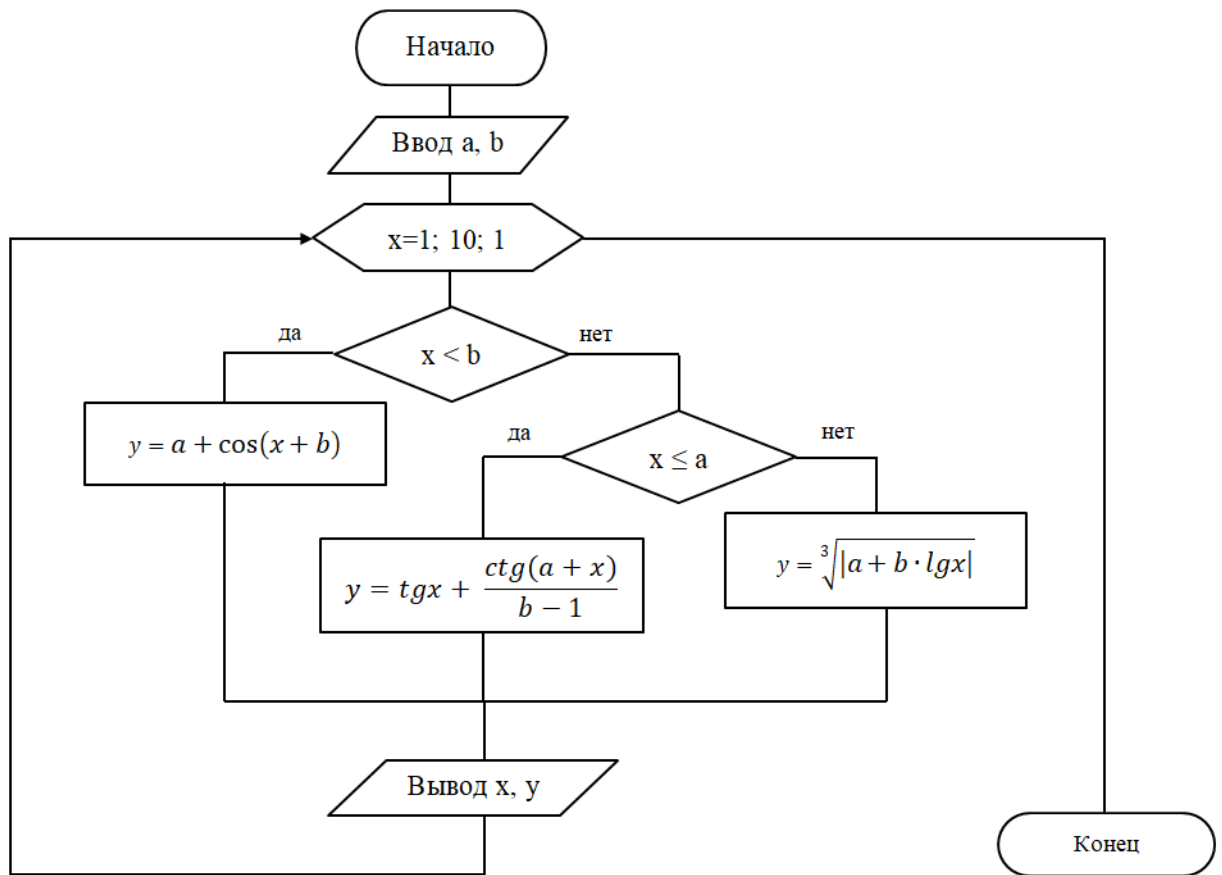 Начало
Ввод a, b
x=1; 10; 1
да
нет
x < b
y = a + cos(x + b)
да
нет
x ≤ a
y = ∛|a + b · lgx|
y = tgx + ctg(a + x) / b − 1
Вывод x, y
Конец